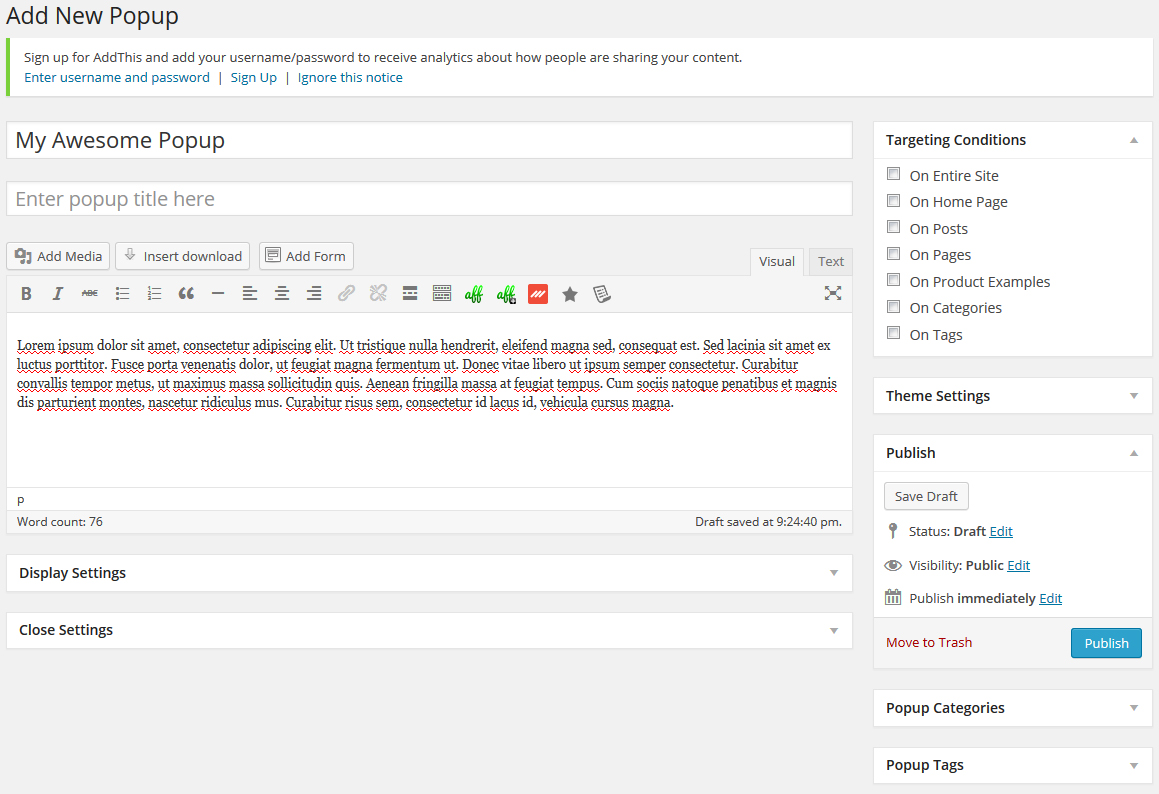 Add New Popup
Sign up for AddThis and add your username/password to receive analytics about how people are sharing your content.
Enter username and password | Sign Up | Ignore this notice
My Awesome Popup
Enter popup title here
Add Media Insert download Add Form
Visual Text
B I ABC aff aff
Lorem ipsum dolor sit amet, consectetur adipiscing elit. Ut tristique nulla hendrerit, eleifend magna sed, consequat est. Sed lacinia sit amet ex
luctus porttitor. Fusce porta venenatis dolor, ut feugiat magna fermentum ut. Donec vitae libero ut ipsum semper consectetur. Curabitur
convallis tempor metus, ut maximus massa sollicitudin quis. Aenean fringilla massa at feugiat tempus. Cum sociis natoque penatibus et magnis
dis parturient montes, nascetur ridiculus mus. Curabitur risus sem, consectetur id lacus id, vehicula cursus magna.
p
Word count: 76 Draft saved at 9:24:40 pm.
Display Settings
Close Settings
Targeting Conditions
On Entire Site
On Home Page
On Posts
On Pages
On Product Examples
On Categories
On Tags
Theme Settings
Publish
Save Draft
Status: Draft Edit
Visibility: Public Edit
Publish immediately Edit
Move to Trash Publish
Popup Categories
Popup Tags